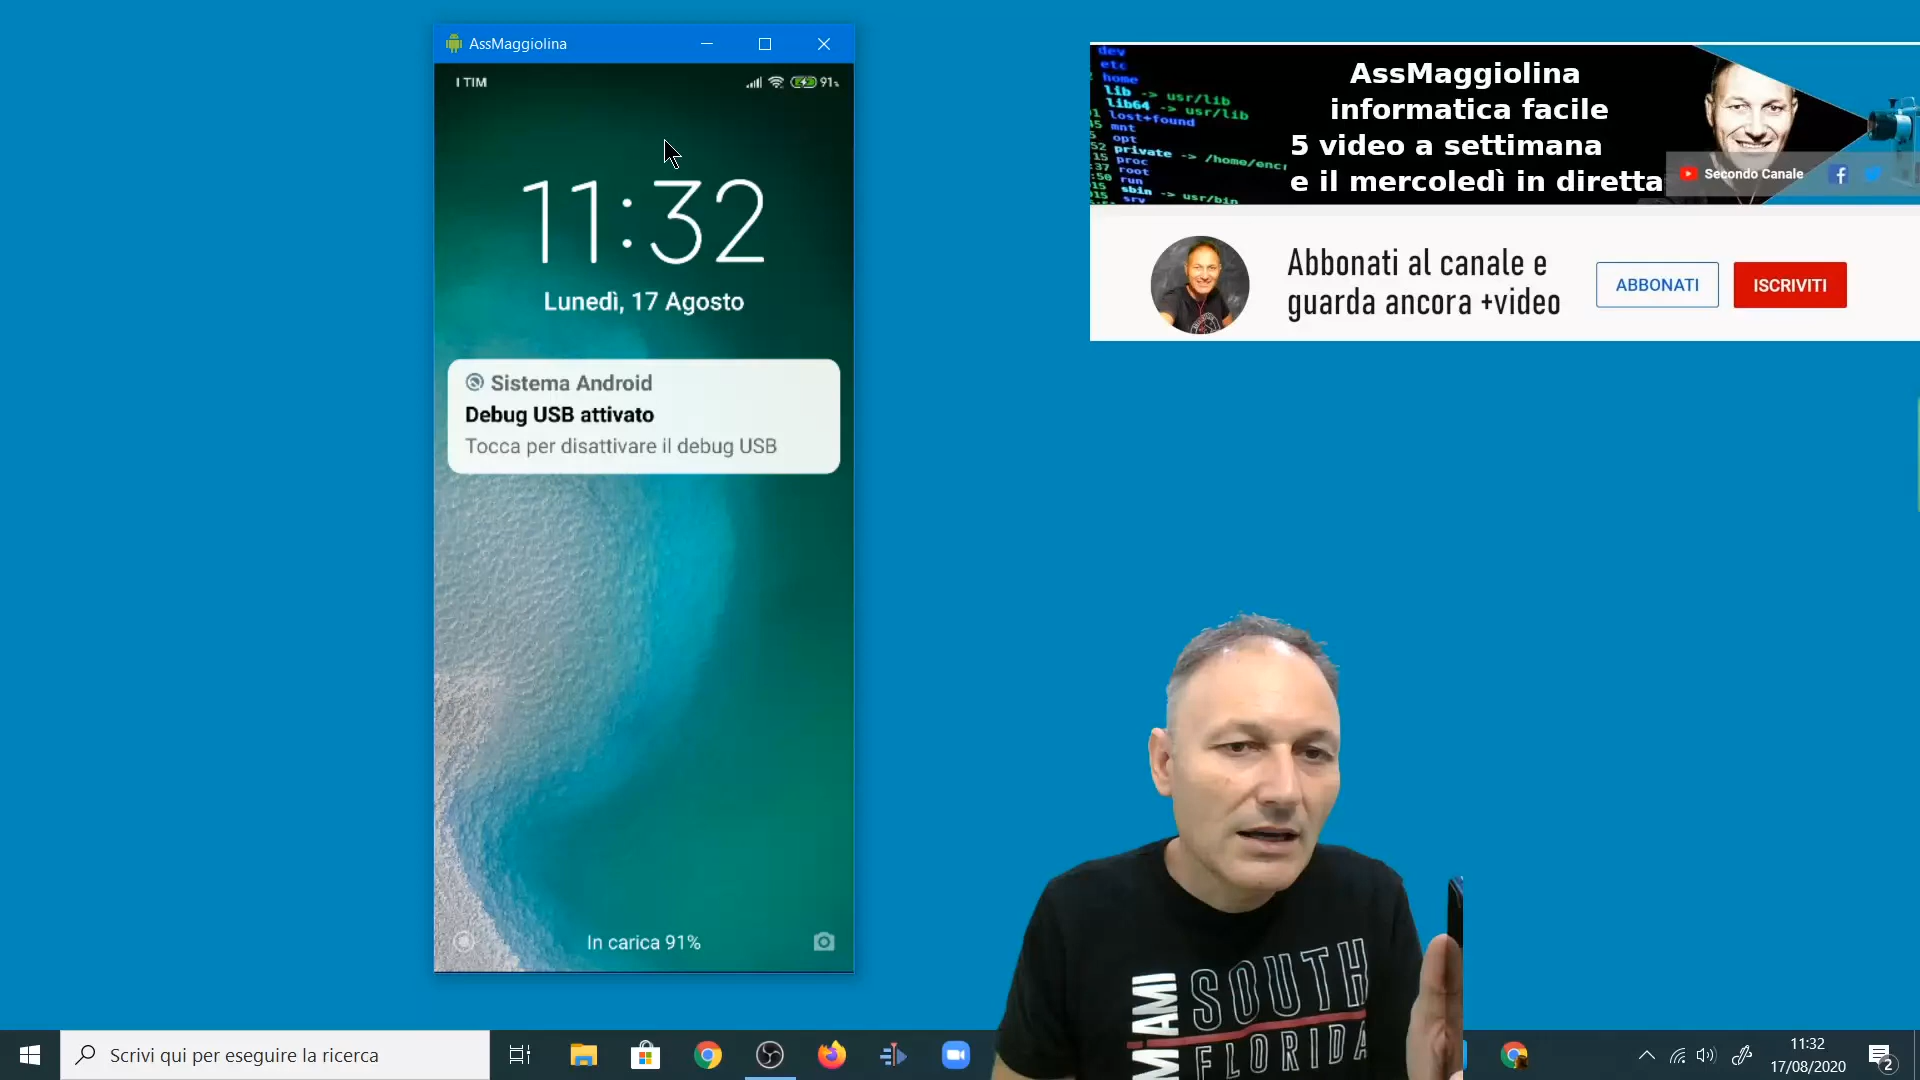 AssMaggiolina
I TIM
91%
11:32
Lunedì, 17 Agosto
Sistema Android
Debug USB attivato
Tocca per disattivare il debug USB
In carica 91%
dev
etc
home
lib -> usr/lib
lib64 -> usr/lib
lost+found
mnt
opt
private -> /home/enc
proc
root
run
sbin -> usr/bin
srv
AssMaggiolina
informatica facile
5 video a settimana
e il mercoledì in diretta
Secondo Canale
Abbonati al canale e
guarda ancora +video
ABBONATI
ISCRIVITI
MIAMI
SOUTH
FLORIDA
Scrivi qui per eseguire la ricerca
11:32
17/08/2020
2